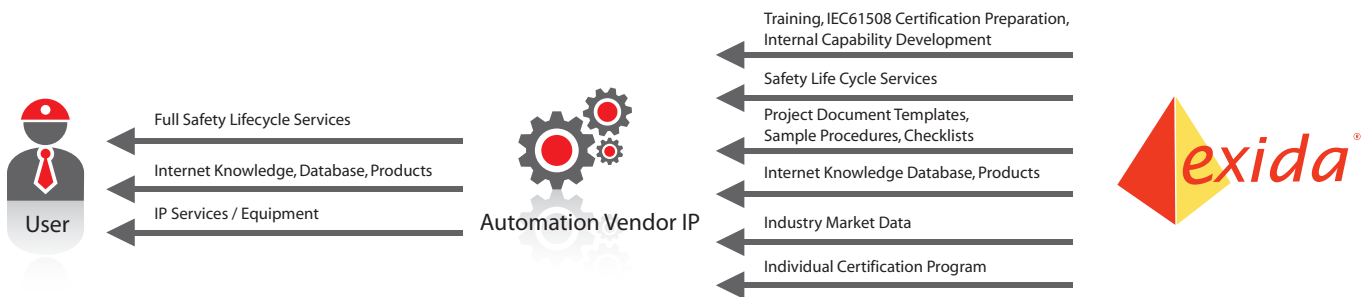 Training, IEC61508 Certification Preparation,
Internal Capability Development
Safety Life Cycle Services
Project Document Templates,
Sample Procedures, Checklists
Internet Knowledge Database, Products
Industry Market Data
Individual Certification Program
Full Safety Lifecycle Services
Internet Knowledge, Database, Products
IP Services / Equipment
User
Automation Vendor IP
exida®